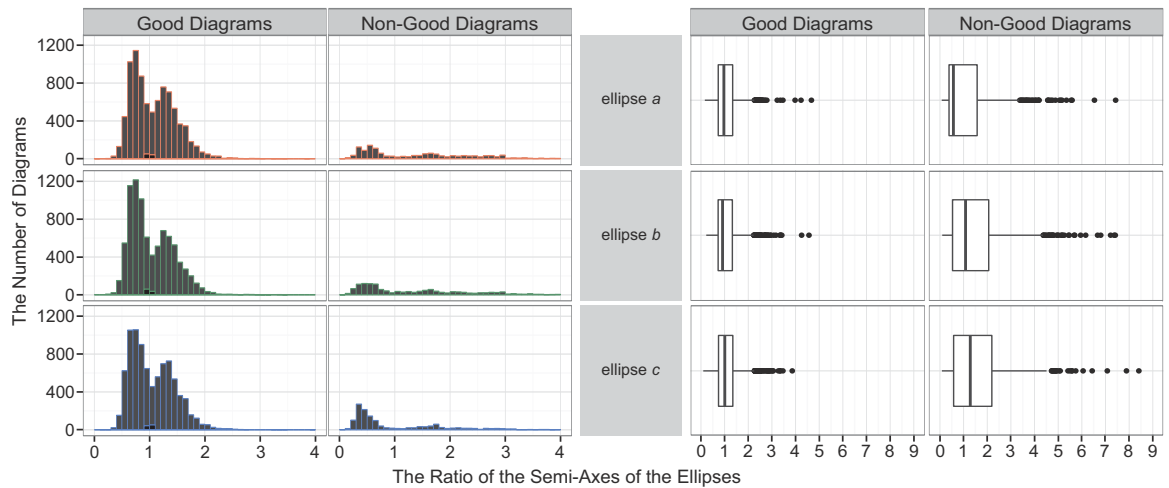 Good Diagrams Non-Good Diagrams Good Diagrams Non-Good Diagrams
The Number of Diagrams
1200
800
400
0
1200
800
400
0
1200
800
400
0
ellipse a
ellipse b
ellipse c
0 1 2 3 4 0 1 2 3 4 0 1 2 3 4 5 6 7 8 9 0 1 2 3 4 5 6 7 8 9
The Ratio of the Semi-Axes of the Ellipses